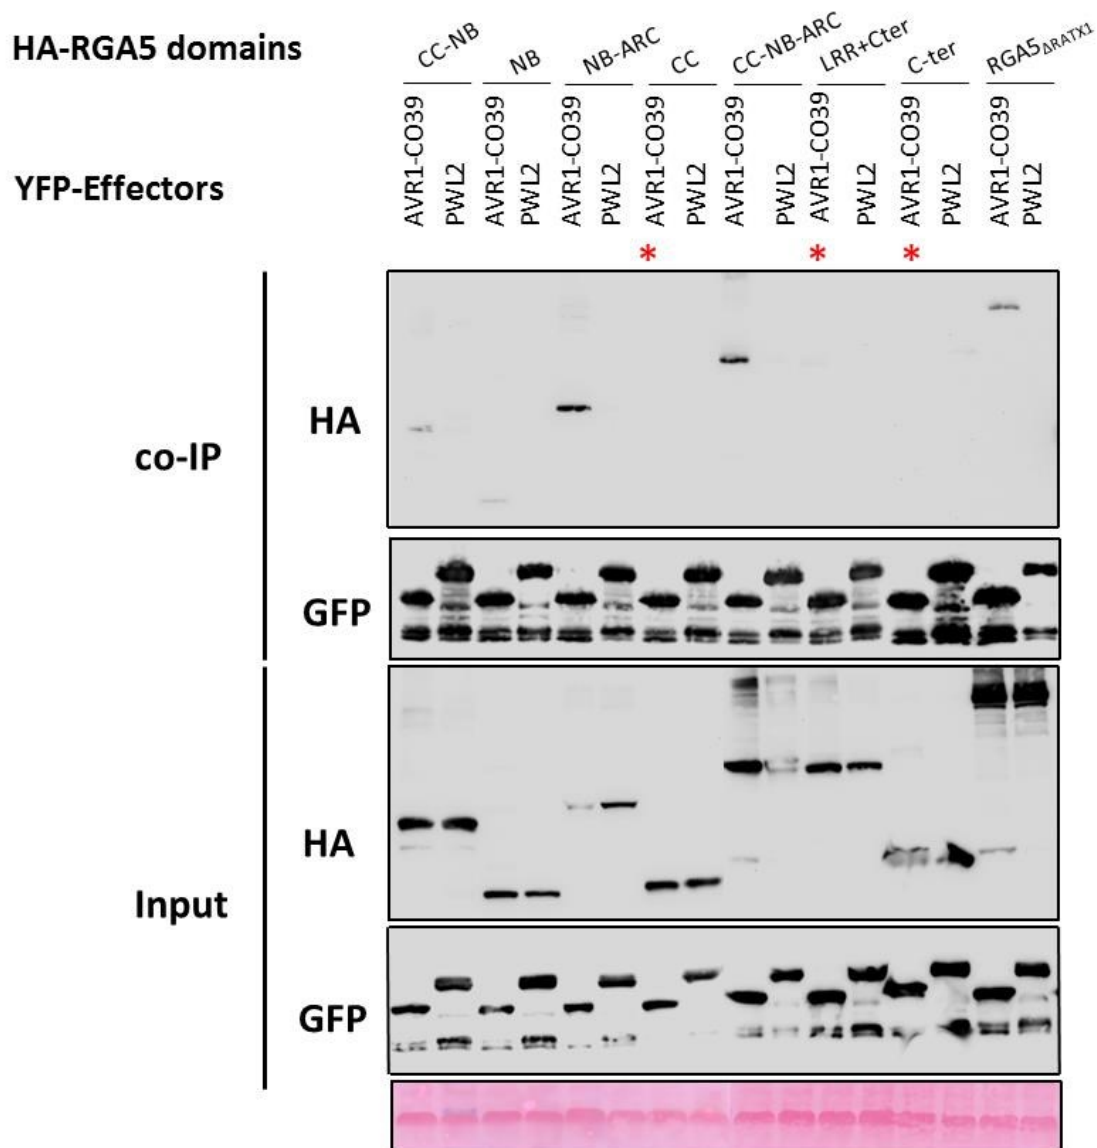 HA-RGA5 domains
CC-NB NB NB-ARC CC CC-NB-ARC LRR+Cter C-ter RGA5ΔRATX1
YFP-Effectors
AVR1-CO39 PWL2 AVR1-CO39 PWL2 AVR1-CO39 PWL2 AVR1-CO39 PWL2 AVR1-CO39 PWL2 AVR1-CO39 PWL2 AVR1-CO39 PWL2 AVR1-CO39 PWL2
* * *
co-IP
HA
GFP
Input
HA
GFP